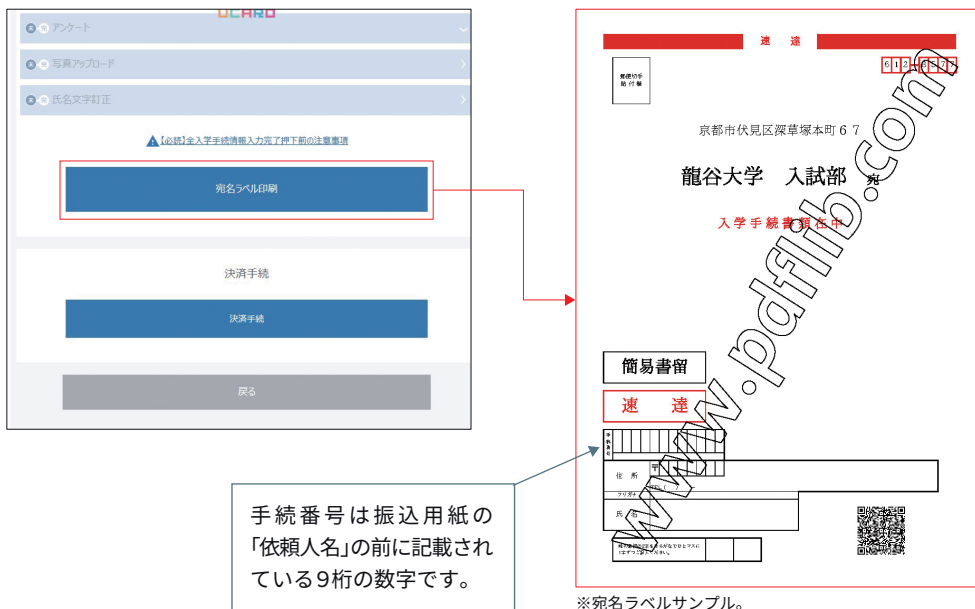 UCARD
アンケート
写真アップロード
氏名文字訂正
【必読】全入学手続情報入力完了押下前の注意事項
宛名ラベル印刷
決済手続
決済手続
戻る
速 達
郵便切手
貼付欄
京都市伏見区深草塚本町67
龍谷大学 入試部 宛
入学手続書類在中
www.pdflib.com
簡易書留
速 達
手続番号
〒
住 所
フリガナ
氏 名
手続番号は振込用紙の
「依頼人名」の前に記載され
ている9桁の数字です。
※宛名ラベルサンプル。